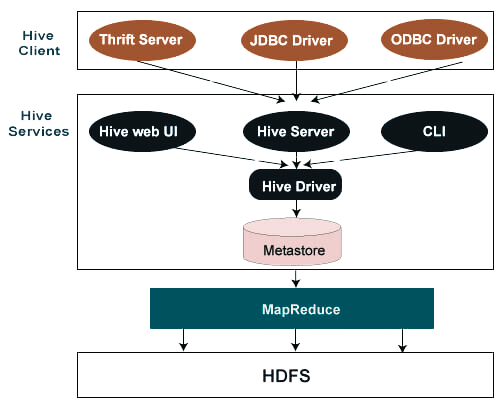 Hive
Client
Thrift Server
JDBC Driver
ODBC Driver
Hive
Services
Hive web UI
Hive Server
CLI
Hive Driver
Metastore
MapReduce
HDFS